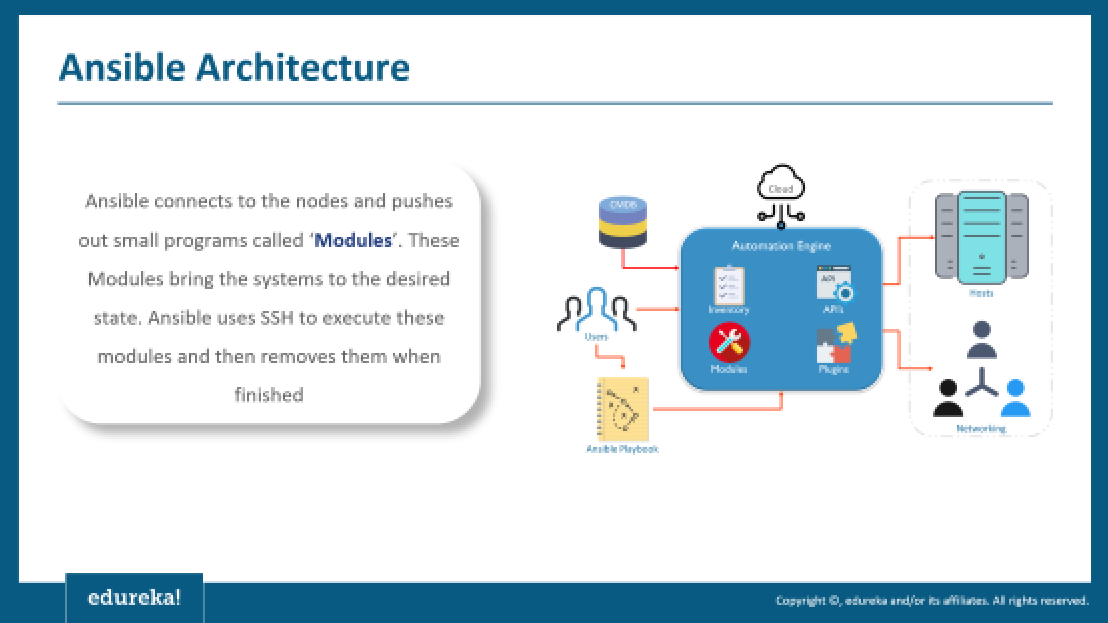 Ansible Architecture
Ansible connects to the nodes and pushes
out small programs called ‘Modules’. These
Modules bring the systems to the desired
state. Ansible uses SSH to execute these
modules and then removes them when
finished
Cloud
CMDB
Automation Engine
API
Inventory
APIs
Hosts
Users
Modules
Plugins
Ansible Playbook
Networking
edureka!
Copyright ©, edureka and/or its affiliates. All rights reserved.